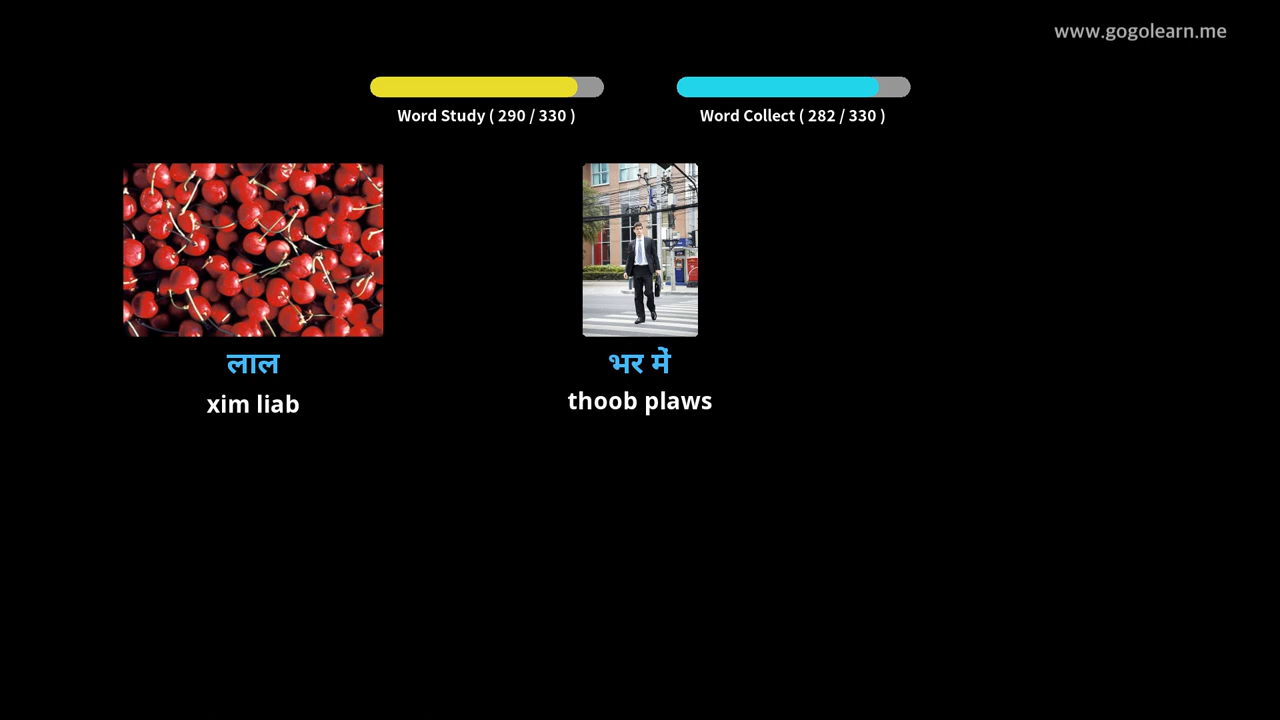 www.gogolearn.me
Word Study ( 290 / 330 )
Word Collect ( 282 / 330 )
लाल
xim liab
भर में
thoob plaws